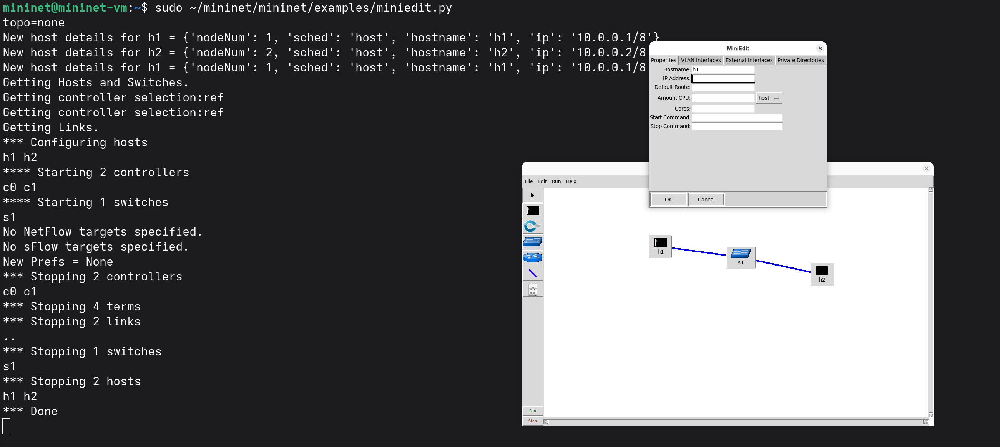 mininet@mininet-vm:~$ sudo ~/mininet/mininet/examples/miniedit.py
topo=none
New host details for h1 = {'nodeNum': 1, 'sched': 'host', 'hostname': 'h1', 'ip': '10.0.0.1/8'}
New host details for h2 = {'nodeNum': 2, 'sched': 'host', 'hostname': 'h2', 'ip': '10.0.0.2/8
New host details for h1 = {'nodeNum': 1, 'sched': 'host', 'hostname': 'h1', 'ip': '10.0.0.1/8
Getting Hosts and Switches.
Getting controller selection:ref
Getting controller selection:ref
Getting Links.
*** Configuring hosts
h1 h2
**** Starting 2 controllers
c0 c1
**** Starting 1 switches
s1
No NetFlow targets specified.
No sFlow targets specified.
New Prefs = None
*** Stopping 2 controllers
c0 c1
*** Stopping 4 terms
*** Stopping 2 links
..
*** Stopping 1 switches
s1
*** Stopping 2 hosts
h1 h2
*** Done
MiniEdit
Properties VLAN Interfaces External Interfaces Private Directories
Hostname: h1
IP Address:
Default Route:
Amount CPU: host
Cores:
Start Command:
Stop Command:
OK Cancel
File Edit Run Help
h1
s1
h2
Run
Stop